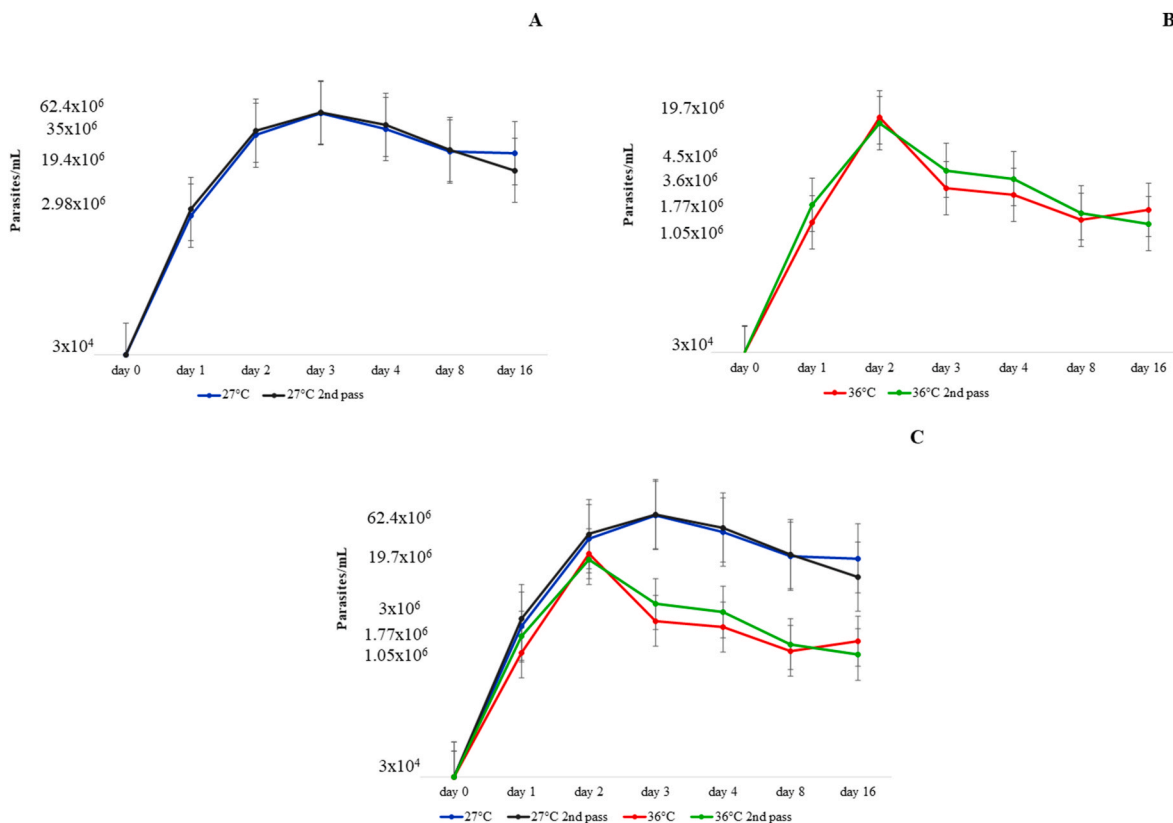 A
Parasites/mL
62.4x10⁶
35x10⁶
19.4x10⁶
2.98x10⁶
3x10⁴
day 0 day 1 day 2 day 3 day 4 day 8 day 16
27°C 27°C 2nd pass
B
Parasites/mL
19.7x10⁶
4.5x10⁶
3.6x10⁶
1.77x10⁶
1.05x10⁶
3x10⁴
day 0 day 1 day 2 day 3 day 4 day 8 day 16
36°C 36°C 2nd pass
C
Parasites/mL
62.4x10⁶
19.7x10⁶
3x10⁶
1.77x10⁶
1.05x10⁶
3x10⁴
day 0 day 1 day 2 day 3 day 4 day 8 day 16
27°C 27°C 2nd pass 36°C 36°C 2nd pass